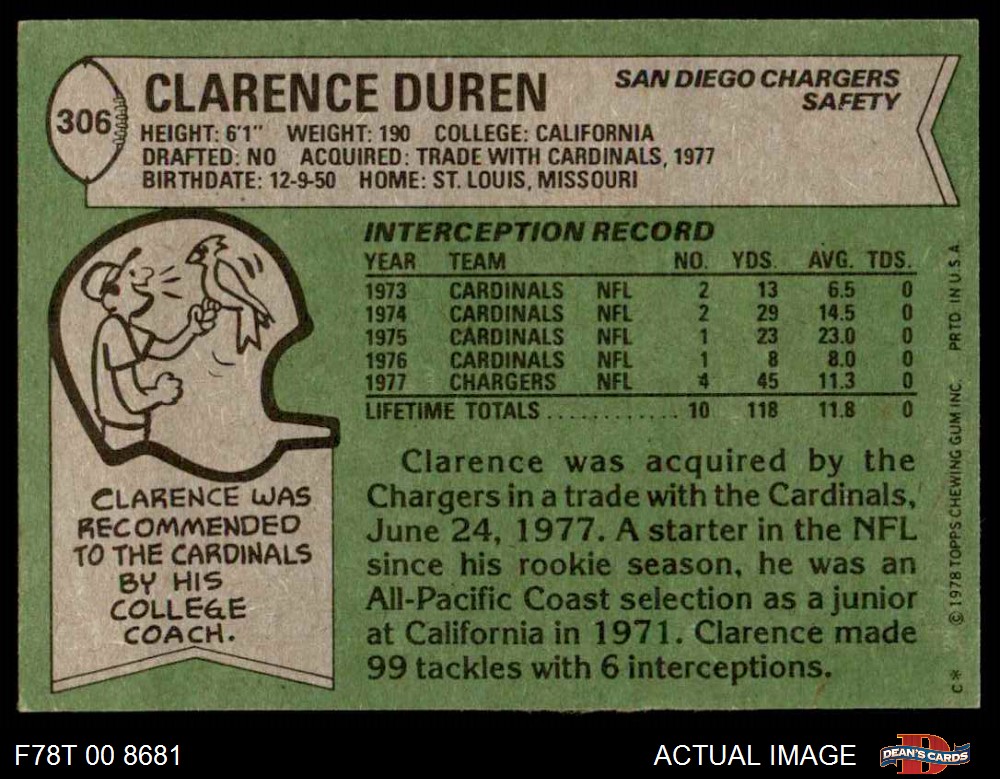 306
CLARENCE DUREN
SAN DIEGO CHARGERS
SAFETY
HEIGHT: 6'1" WEIGHT: 190 COLLEGE: CALIFORNIA
DRAFTED: NO ACQUIRED: TRADE WITH CARDINALS, 1977
BIRTHDATE: 12-9-50 HOME: ST. LOUIS, MISSOURI
CLARENCE WAS
RECOMMENDED
TO THE CARDINALS
BY HIS
COLLEGE
COACH.
INTERCEPTION RECORD
YEAR TEAM NO. YDS. AVG. TDS.
1973 CARDINALS NFL 2 13 6.5 0
1974 CARDINALS NFL 2 29 14.5 0
1975 CARDINALS NFL 1 23 23.0 0
1976 CARDINALS NFL 1 8 8.0 0
1977 CHARGERS NFL 4 45 11.3 0
LIFETIME TOTALS ............ 10 118 11.8 0
Clarence was acquired by the
Chargers in a trade with the Cardinals,
June 24, 1977. A starter in the NFL
since his rookie season, he was an
All-Pacific Coast selection as a junior
at California in 1971. Clarence made
99 tackles with 6 interceptions.
C* © 1978 TOPPS CHEWING GUM INC. PRTD. IN U.S.A.
F78T 00 8681
ACTUAL IMAGE
DEAN'S CARDS